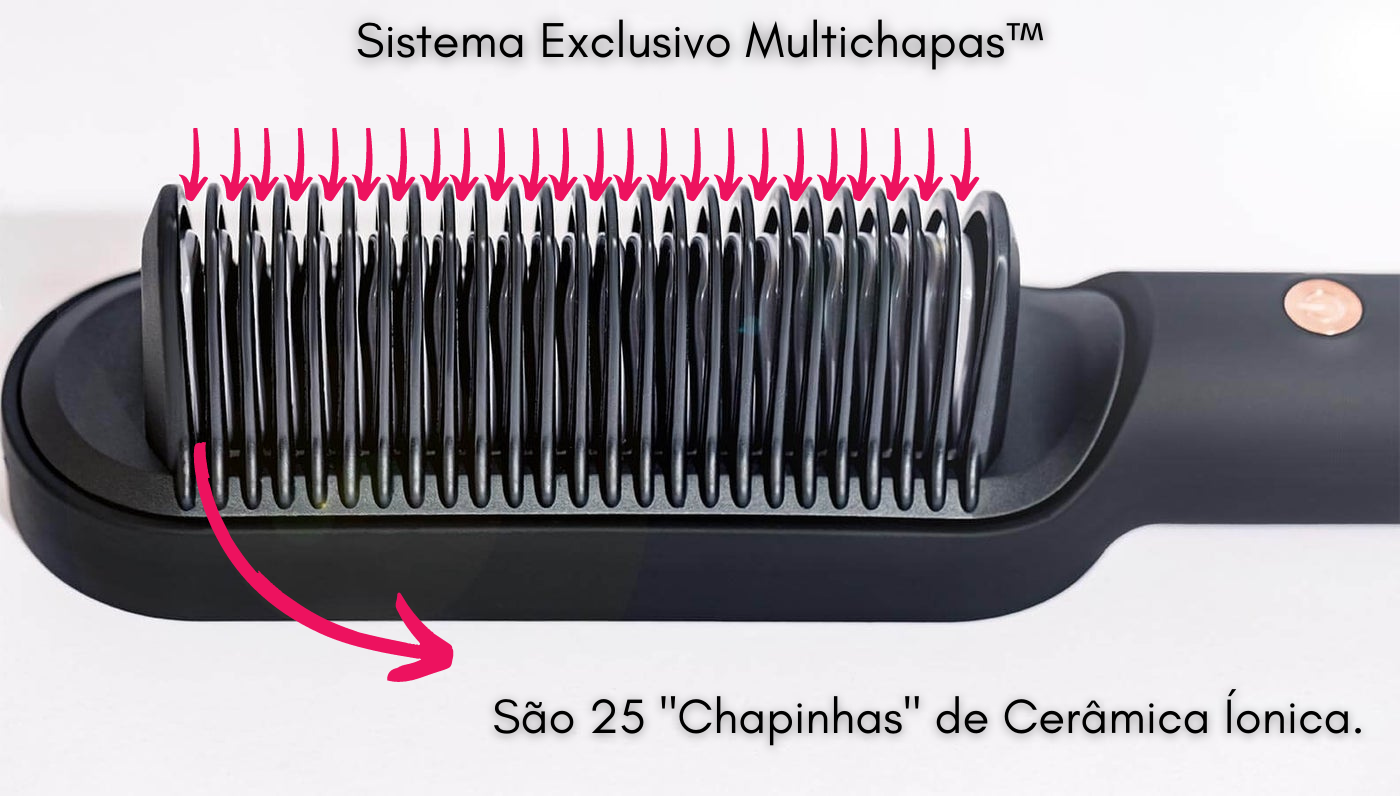 Sistema Exclusivo Multichapas™
São 25 "Chapinhas" de Cerâmica Íonica.